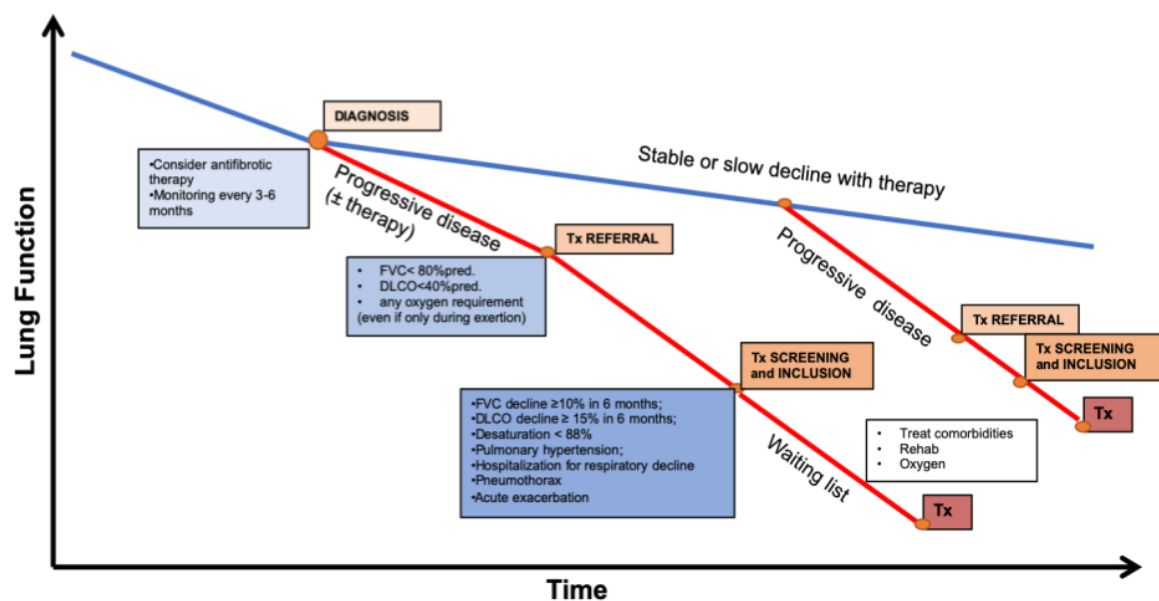 Lung Function
DIAGNOSIS
•Consider antifibrotic
therapy
•Monitoring every 3-6
months
Progressive disease
(± therapy)
Stable or slow decline with therapy
Tx REFERRAL
• FVC< 80%pred.
• DLCO<40%pred.
• any oxygen requirement
(even if only during exertion)
Progressive disease
Tx REFERRAL
Tx SCREENING
and INCLUSION
Tx SCREENING
and INCLUSION
•FVC decline ≥10% in 6 months;
•DLCO decline ≥ 15% in 6 months;
•Desaturation < 88%
•Pulmonary hypertension;
•Hospitalization for respiratory decline
•Pneumothorax
•Acute exacerbation
Waiting list
• Treat comorbidities
• Rehab
• Oxygen
Tx
Tx
Time